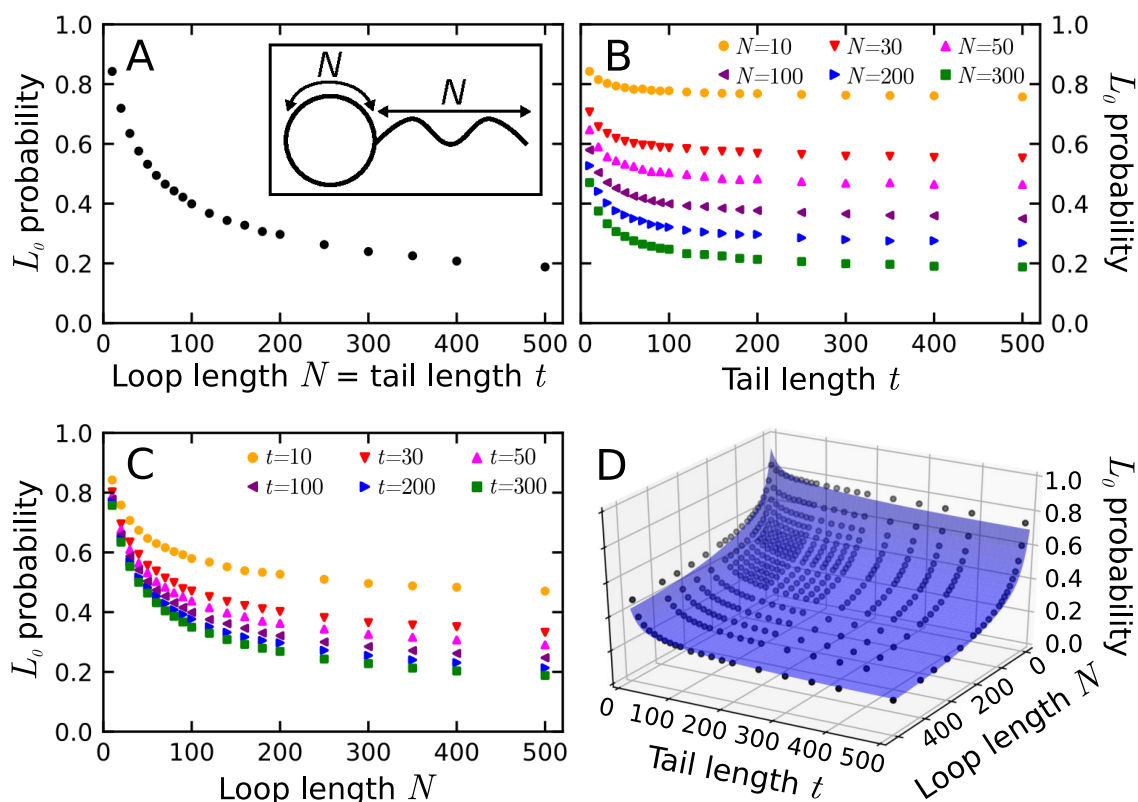 A
N
N
L₀ probability
1.0
0.8
0.6
0.4
0.2
0.0
100 200 300 400 500
Loop length N = tail length t
B
N=10 N=30 N=50
N=100 N=200 N=300
L₀ probability
1.0
0.8
0.6
0.4
0.2
0.0
0 100 200 300 400 500
Tail length t
C
t=10 t=30 t=50
t=100 t=200 t=300
L₀ probability
1.0
0.8
0.6
0.4
0.2
0.0
0 100 200 300 400 500
Loop length N
D
L₀ probability
1.0
0.8
0.6
0.4
0.2
0.0
0 100 200 300 400 500
Tail length t
400 200 0
Loop length N